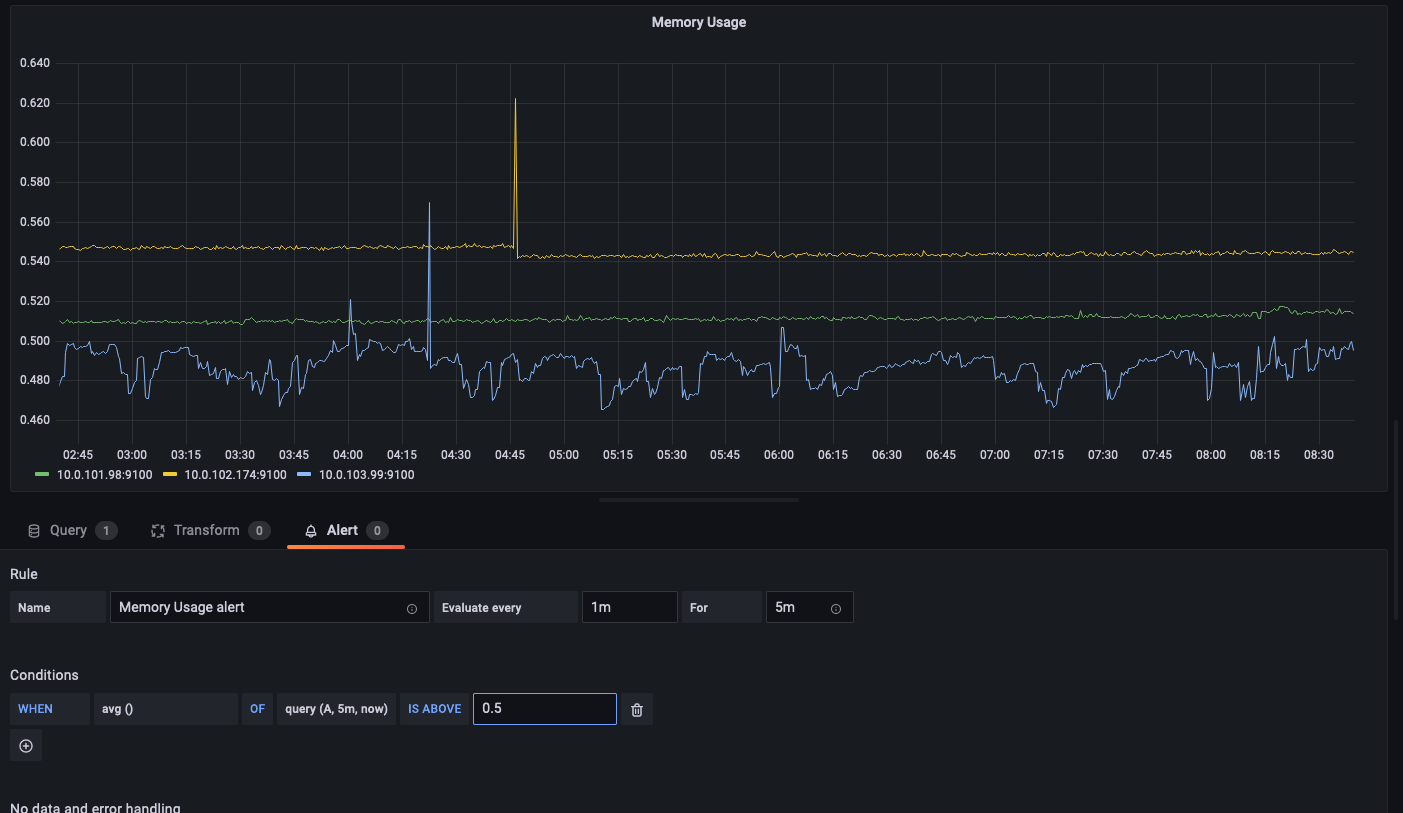 Memory Usage
0.640
0.620
0.600
0.580
0.560
0.540
0.520
0.500
0.480
0.460
02:45 03:00 03:15 03:30 03:45 04:00 04:15 04:30 04:45 05:00 05:15 05:30 05:45 06:00 06:15 06:30 06:45 07:00 07:15 07:30 07:45 08:00 08:15 08:30
10.0.101.98:9100 10.0.102.174:9100 10.0.103.99:9100
Query 1 Transform 0 Alert 0
Rule
Name Memory Usage alert Evaluate every 1m For 5m
Conditions
WHEN avg () OF query (A, 5m, now) IS ABOVE 0.5
No data and error handling